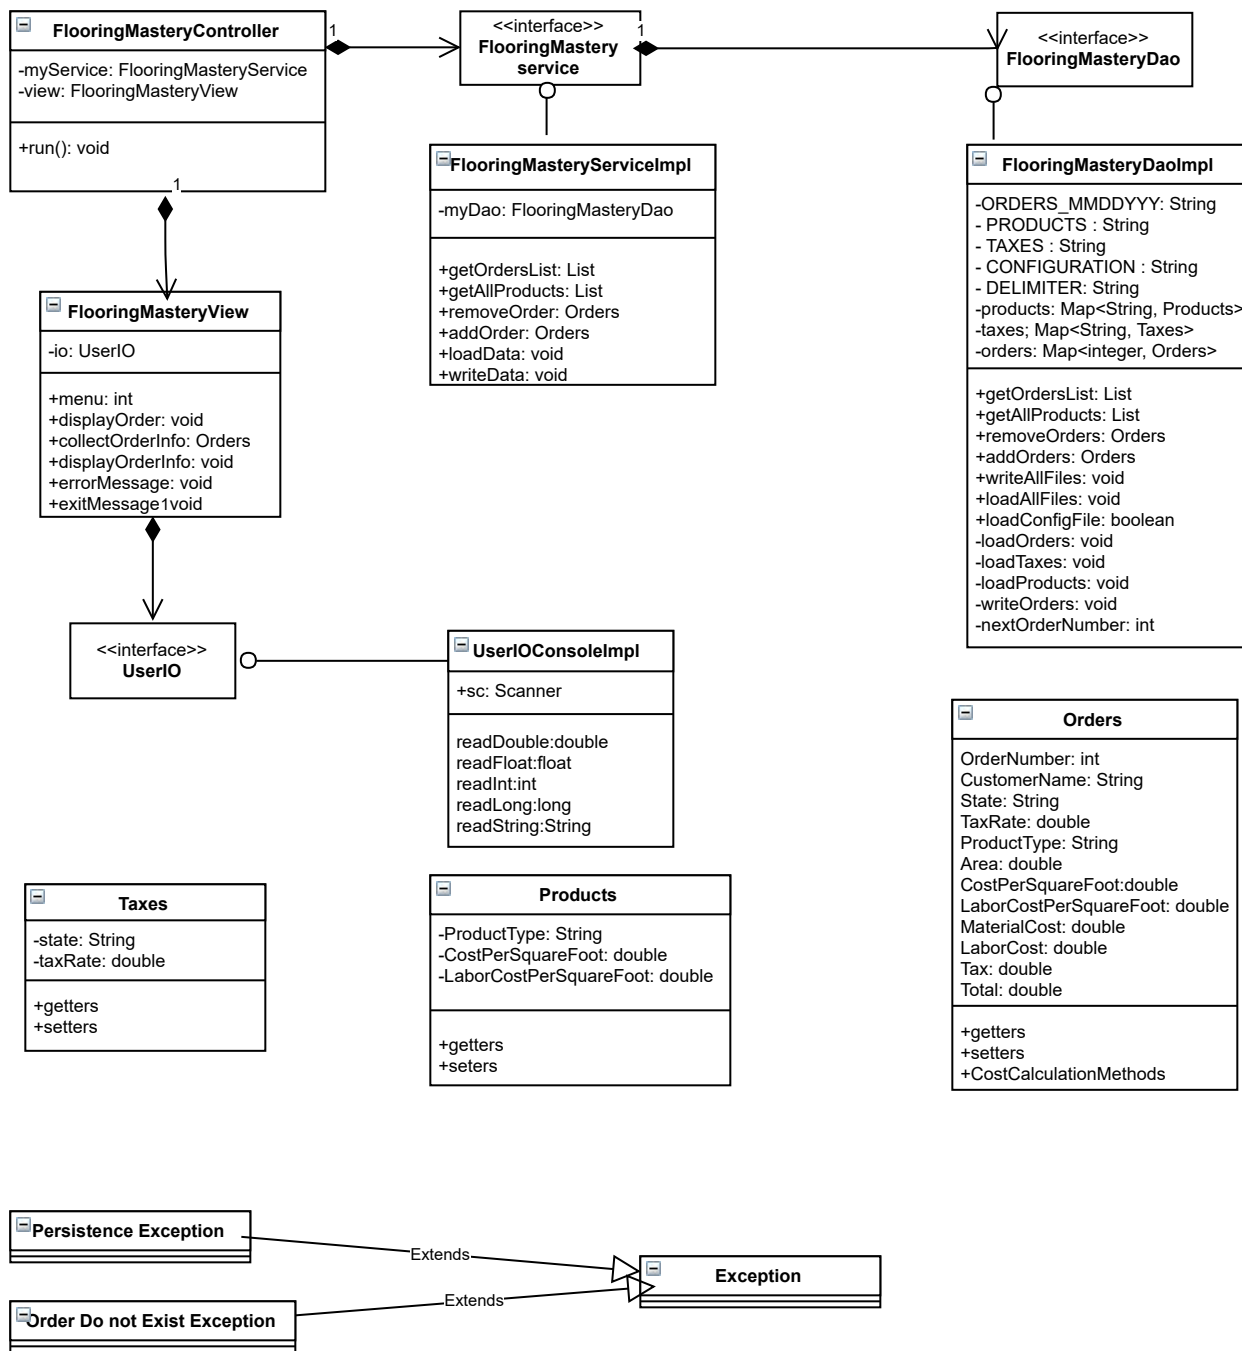 FlooringMasteryController
-myService: FlooringMasteryService
-view: FlooringMasteryView
+run(): void
1
1
<<interface>>
FlooringMastery
service
1
<<interface>>
FlooringMasteryDao
FlooringMasteryServiceImpl
-myDao: FlooringMasteryDao
+getOrdersList: List
+getAllProducts: List
+removeOrder: Orders
+addOrder: Orders
+loadData: void
+writeData: void
FlooringMasteryDaoImpl
-ORDERS_MMDDYYY: String
- PRODUCTS : String
- TAXES : String
- CONFIGURATION : String
- DELIMITER: String
-products: Map<String, Products>
-taxes; Map<String, Taxes>
-orders: Map<integer, Orders>
+getOrdersList: List
+getAllProducts: List
+removeOrders: Orders
+addOrders: Orders
+writeAllFiles: void
+loadAllFiles: void
+loadConfigFile: boolean
-loadOrders: void
-loadTaxes: void
-loadProducts: void
-writeOrders: void
-nextOrderNumber: int
FlooringMasteryView
-io: UserIO
+menu: int
+displayOrder: void
+collectOrderInfo: Orders
+displayOrderInfo: void
+errorMessage: void
+exitMessage1void
<<interface>>
UserIO
UserIOConsoleImpl
+sc: Scanner
readDouble:double
readFloat:float
readInt:int
readLong:long
readString:String
Orders
OrderNumber: int
CustomerName: String
State: String
TaxRate: double
ProductType: String
Area: double
CostPerSquareFoot:double
LaborCostPerSquareFoot: double
MaterialCost: double
LaborCost: double
Tax: double
Total: double
+getters
+setters
+CostCalculationMethods
Taxes
-state: String
-taxRate: double
+getters
+setters
Products
-ProductType: String
-CostPerSquareFoot: double
-LaborCostPerSquareFoot: double
+getters
+seters
Persistence Exception
Extends
Exception
Order Do not Exist Exception
Extends